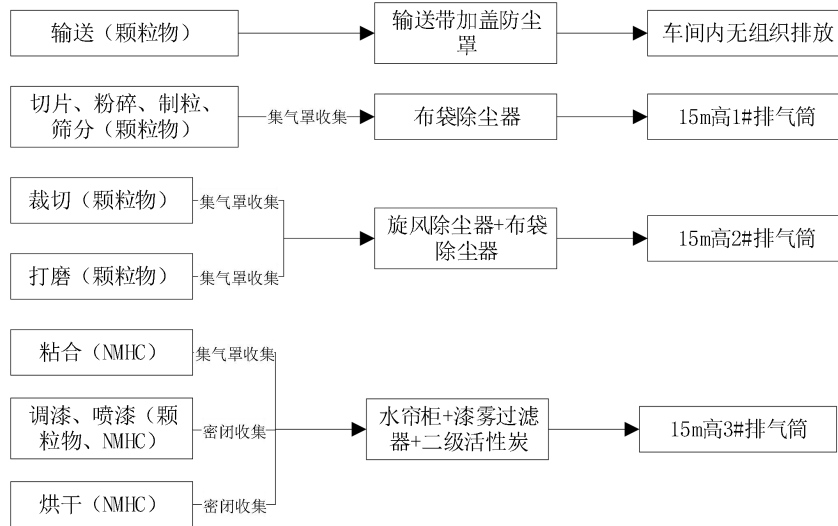 输送（颗粒物）
输送带加盖防尘
罩
车间内无组织排放
切片、粉碎、制粒、
筛分（颗粒物）
集气罩收集
布袋除尘器
15m高1#排气筒
裁切（颗粒物）
集气罩收集
旋风除尘器+布袋
除尘器
15m高2#排气筒
打磨（颗粒物）
集气罩收集
粘合（NMHC）
集气罩收集
调漆、喷漆（颗
粒物、NMHC）
密闭收集
水帘柜+漆雾过滤
器+二级活性炭
15m高3#排气筒
烘干（NMHC）
密闭收集